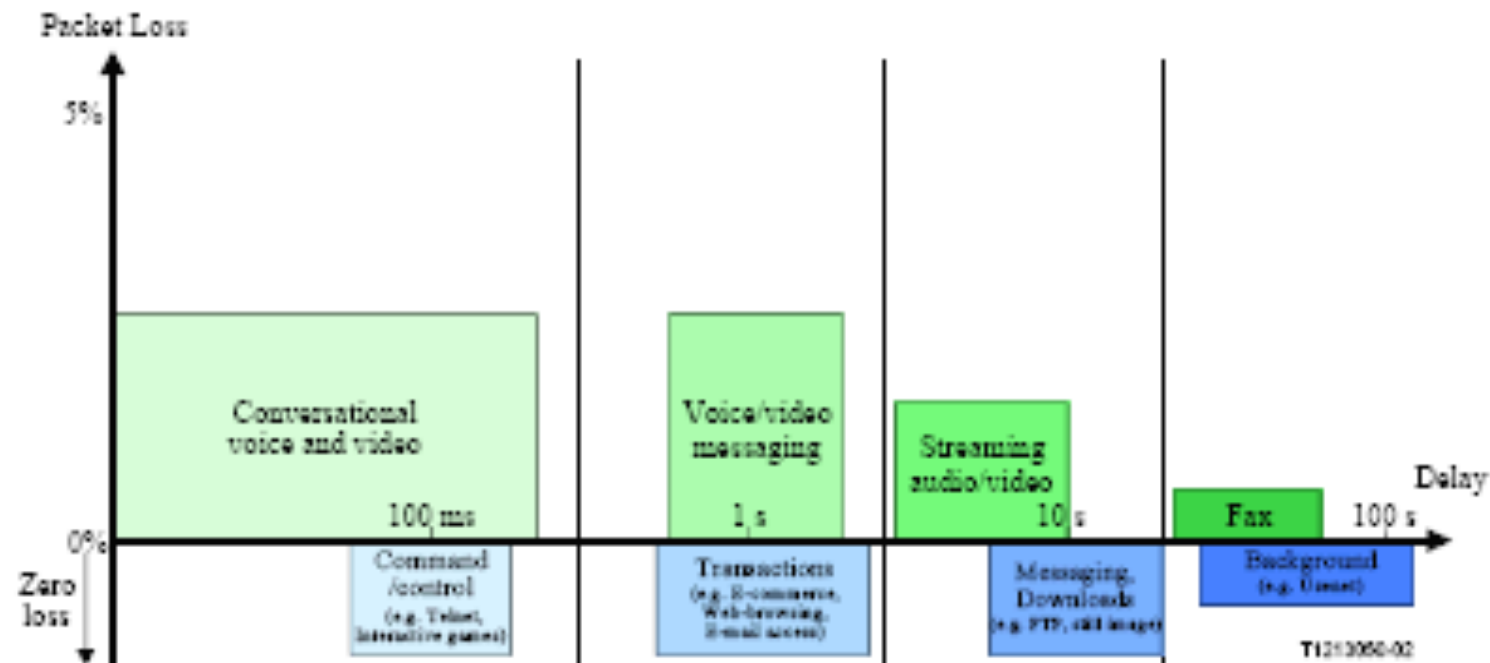 Packet Loss
5%
Conversational
voice and video
Voice/video
messaging
Streaming
audio/video
Delay
100 ms
1 s
10 s
Fax
100 s
0%
Zero
loss
Command
/control
(e.g. Telnet,
Interactive games)
Transactions
(e.g. E-commerce,
Web-browsing,
E-mail access)
Messaging,
Downloads
(e.g. FTP, still image)
Background
(e.g. Usenet)
T1213060-02